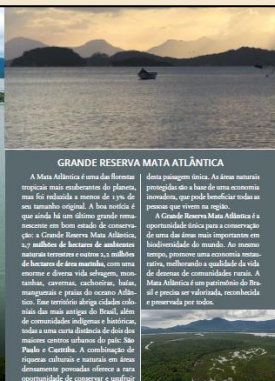 GRANDE RESERVA MATA ATLÂNTICA
A Mata Atlântica é uma das florestas
tropicais mais exuberantes do planeta,
mas foi reduzida a menos de 13% de
seu tamanho original. A boa notícia é
que ainda há um último grande rema-
nescente em bom estado de conserva-
ção: a Grande Reserva Mata Atlântica,
2,7 milhões de hectares de ambientes
naturais terrestres e outros 2,2 milhões
de hectares de área marinha, com uma
enorme e diversa vida selvagem, mon-
tanhas, cavernas, cachoeiras, baías,
manguezais e praias do oceano Atlân-
tico. Esse território abriga cidades colo-
niais das mais antigas do Brasil, além
de comunidades indígenas e históricas,
todas a uma curta distância de dois dos
maiores centros urbanos do país: São
Paulo e Curitiba. A combinação de
riquezas culturais e naturais em áreas
densamente povoadas oferece a rara
oportunidade de conservar e usufruir
desta paisagem única. As áreas naturais
protegidas são a base de uma economia
inovadora, que pode beneficiar todas as
pessoas que vivem na região.
A Grande Reserva Mata Atlântica é a
oportunidade única para a conservação
de uma das áreas mais importantes em
biodiversidade do mundo. Ao mesmo
tempo, promove uma economia restau-
rativa, melhorando a qualidade da vida
de dezenas de comunidades rurais. A
Mata Atlântica é um patrimônio do Bra-
sil e precisa ser valorizada, reconhecida
e preservada por todos.